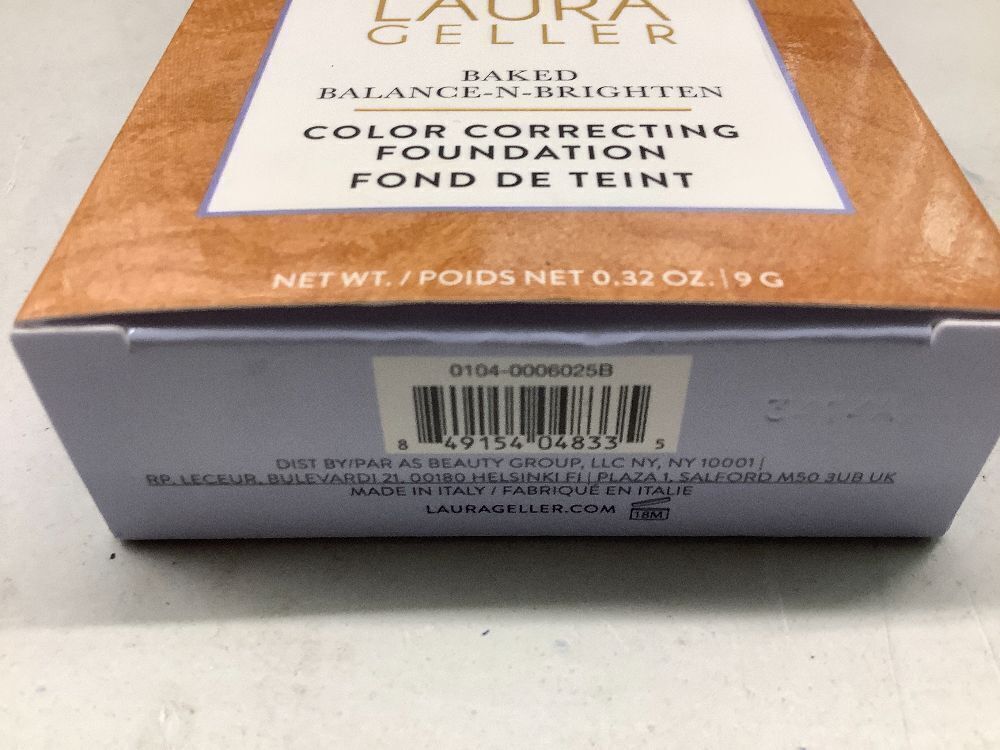 LAURA
GELLER
BAKED
BALANCE-N-BRIGHTEN
COLOR CORRECTING
FOUNDATION
FOND DE TEINT
NET WT. / POIDS NET 0.32 OZ. | 9 G
0104-0006025B
8 49154 04833 5
DIST BY/PAR AS BEAUTY GROUP, LLC NY, NY 10001 |
RP. LECEUR, BULEVARDI 21, 00180 HELSINKI FI | PLAZA 1, SALFORD M50 3UB UK
MADE IN ITALY / FABRIQUÉ EN ITALIE
LAURAGELLER.COM 18M